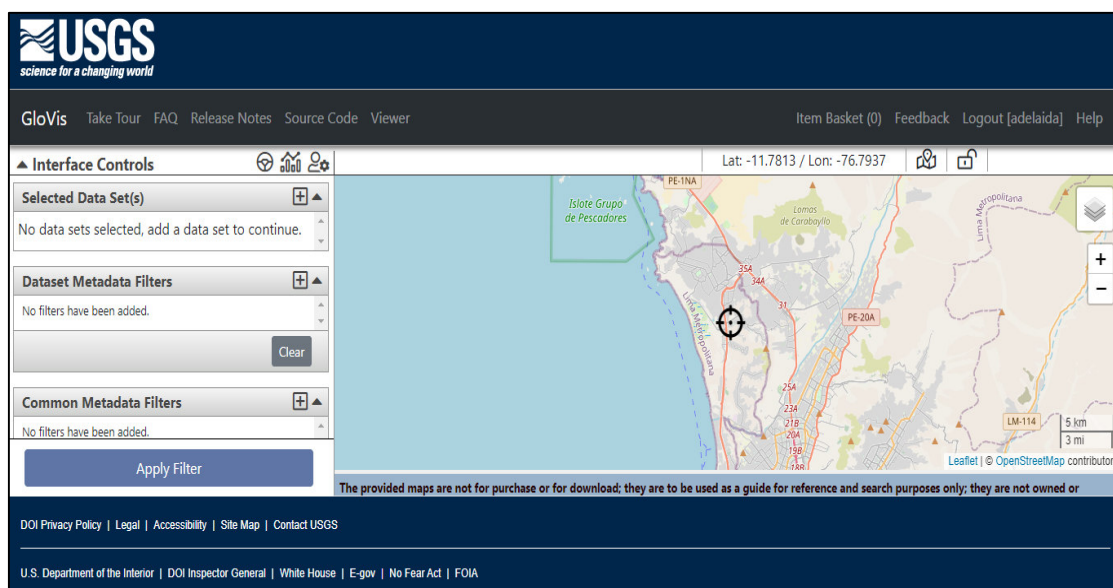 USGS
science for a changing world
GloVis Take Tour FAQ Release Notes Source Code Viewer Item Basket (0) Feedback Logout [adelaida] Help
Interface Controls
Lat: -11.7813 / Lon: -76.7937
Selected Data Set(s)
No data sets selected, add a data set to continue.
Dataset Metadata Filters
No filters have been added.
Clear
Common Metadata Filters
No filters have been added.
Apply Filter
PE-1NA
Islote Grupo
de Pescadores
Lomas
de Carabayllo
Lima Metropolitana
35A
34A
31
PE-20A
Lima Metropolitana
25A
23A
21B
20A
19B
18B
LM-114
5 km
3 mi
+
−
Leaflet | © OpenStreetMap contributor
The provided maps are not for purchase or for download; they are to be used as a guide for reference and search purposes only; they are not owned or
DOI Privacy Policy | Legal | Accessibility | Site Map | Contact USGS
U.S. Department of the Interior | DOI Inspector General | White House | E-gov | No Fear Act | FOIA